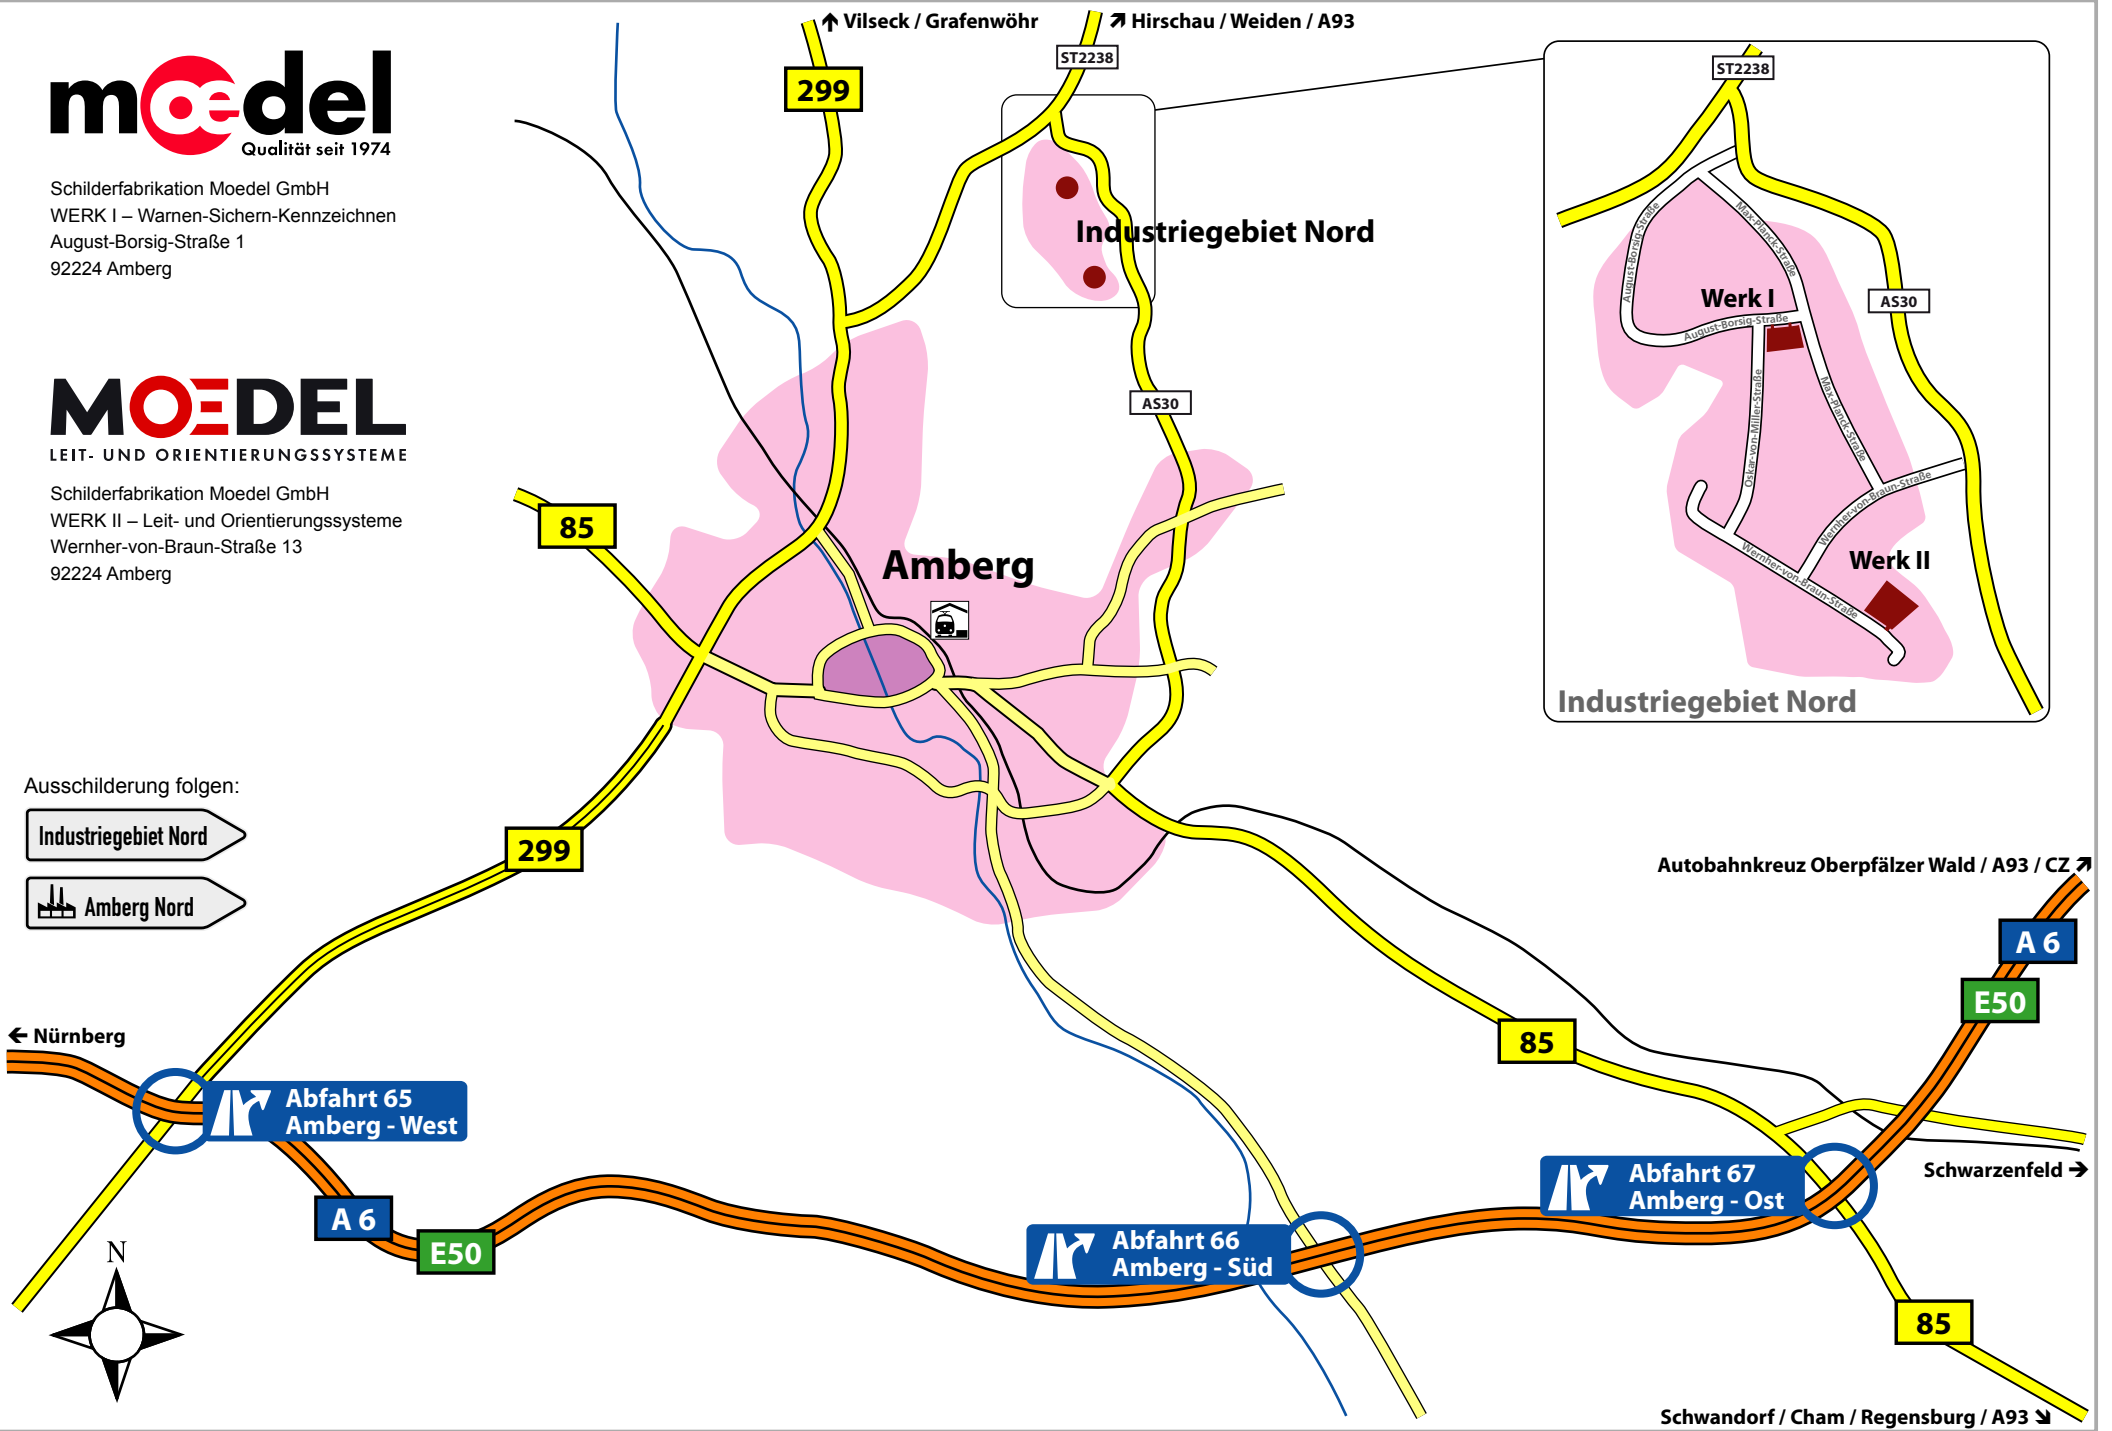 mœdel
Qualität seit 1974
Schilderfabrikation Moedel GmbH
WERK I – Warnen-Sichern-Kennzeichnen
August-Borsig-Straße 1
92224 Amberg
MOEDEL
LEIT- UND ORIENTIERUNGSSYSTEME
Schilderfabrikation Moedel GmbH
WERK II – Leit- und Orientierungssysteme
Wernher-von-Braun-Straße 13
92224 Amberg
Ausschilderung folgen:
Industriegebiet Nord
Amberg Nord
↑ Vilseck / Grafenwöhr
↗ Hirschau / Weiden / A93
ST2238
299
Industriegebiet Nord
AS30
85
Amberg
299
ST2238
August-Borsig-Straße
Max-Planck-Straße
Werk I
AS30
August-Borsig-Straße
Oskar-von-Miller-Straße
Max-Planck-Straße
Wernher-von-Braun-Straße
Werk II
Wernher-von-Braun-Straße
Industriegebiet Nord
Autobahnkreuz Oberpfälzer Wald / A93 / CZ ↗
A 6
E50
85
← Nürnberg
Abfahrt 65
Amberg - West
A 6
E50
Abfahrt 66
Amberg - Süd
Abfahrt 67
Amberg - Ost
Schwarzenfeld →
85
Schwandorf / Cham / Regensburg / A93 ↘
N